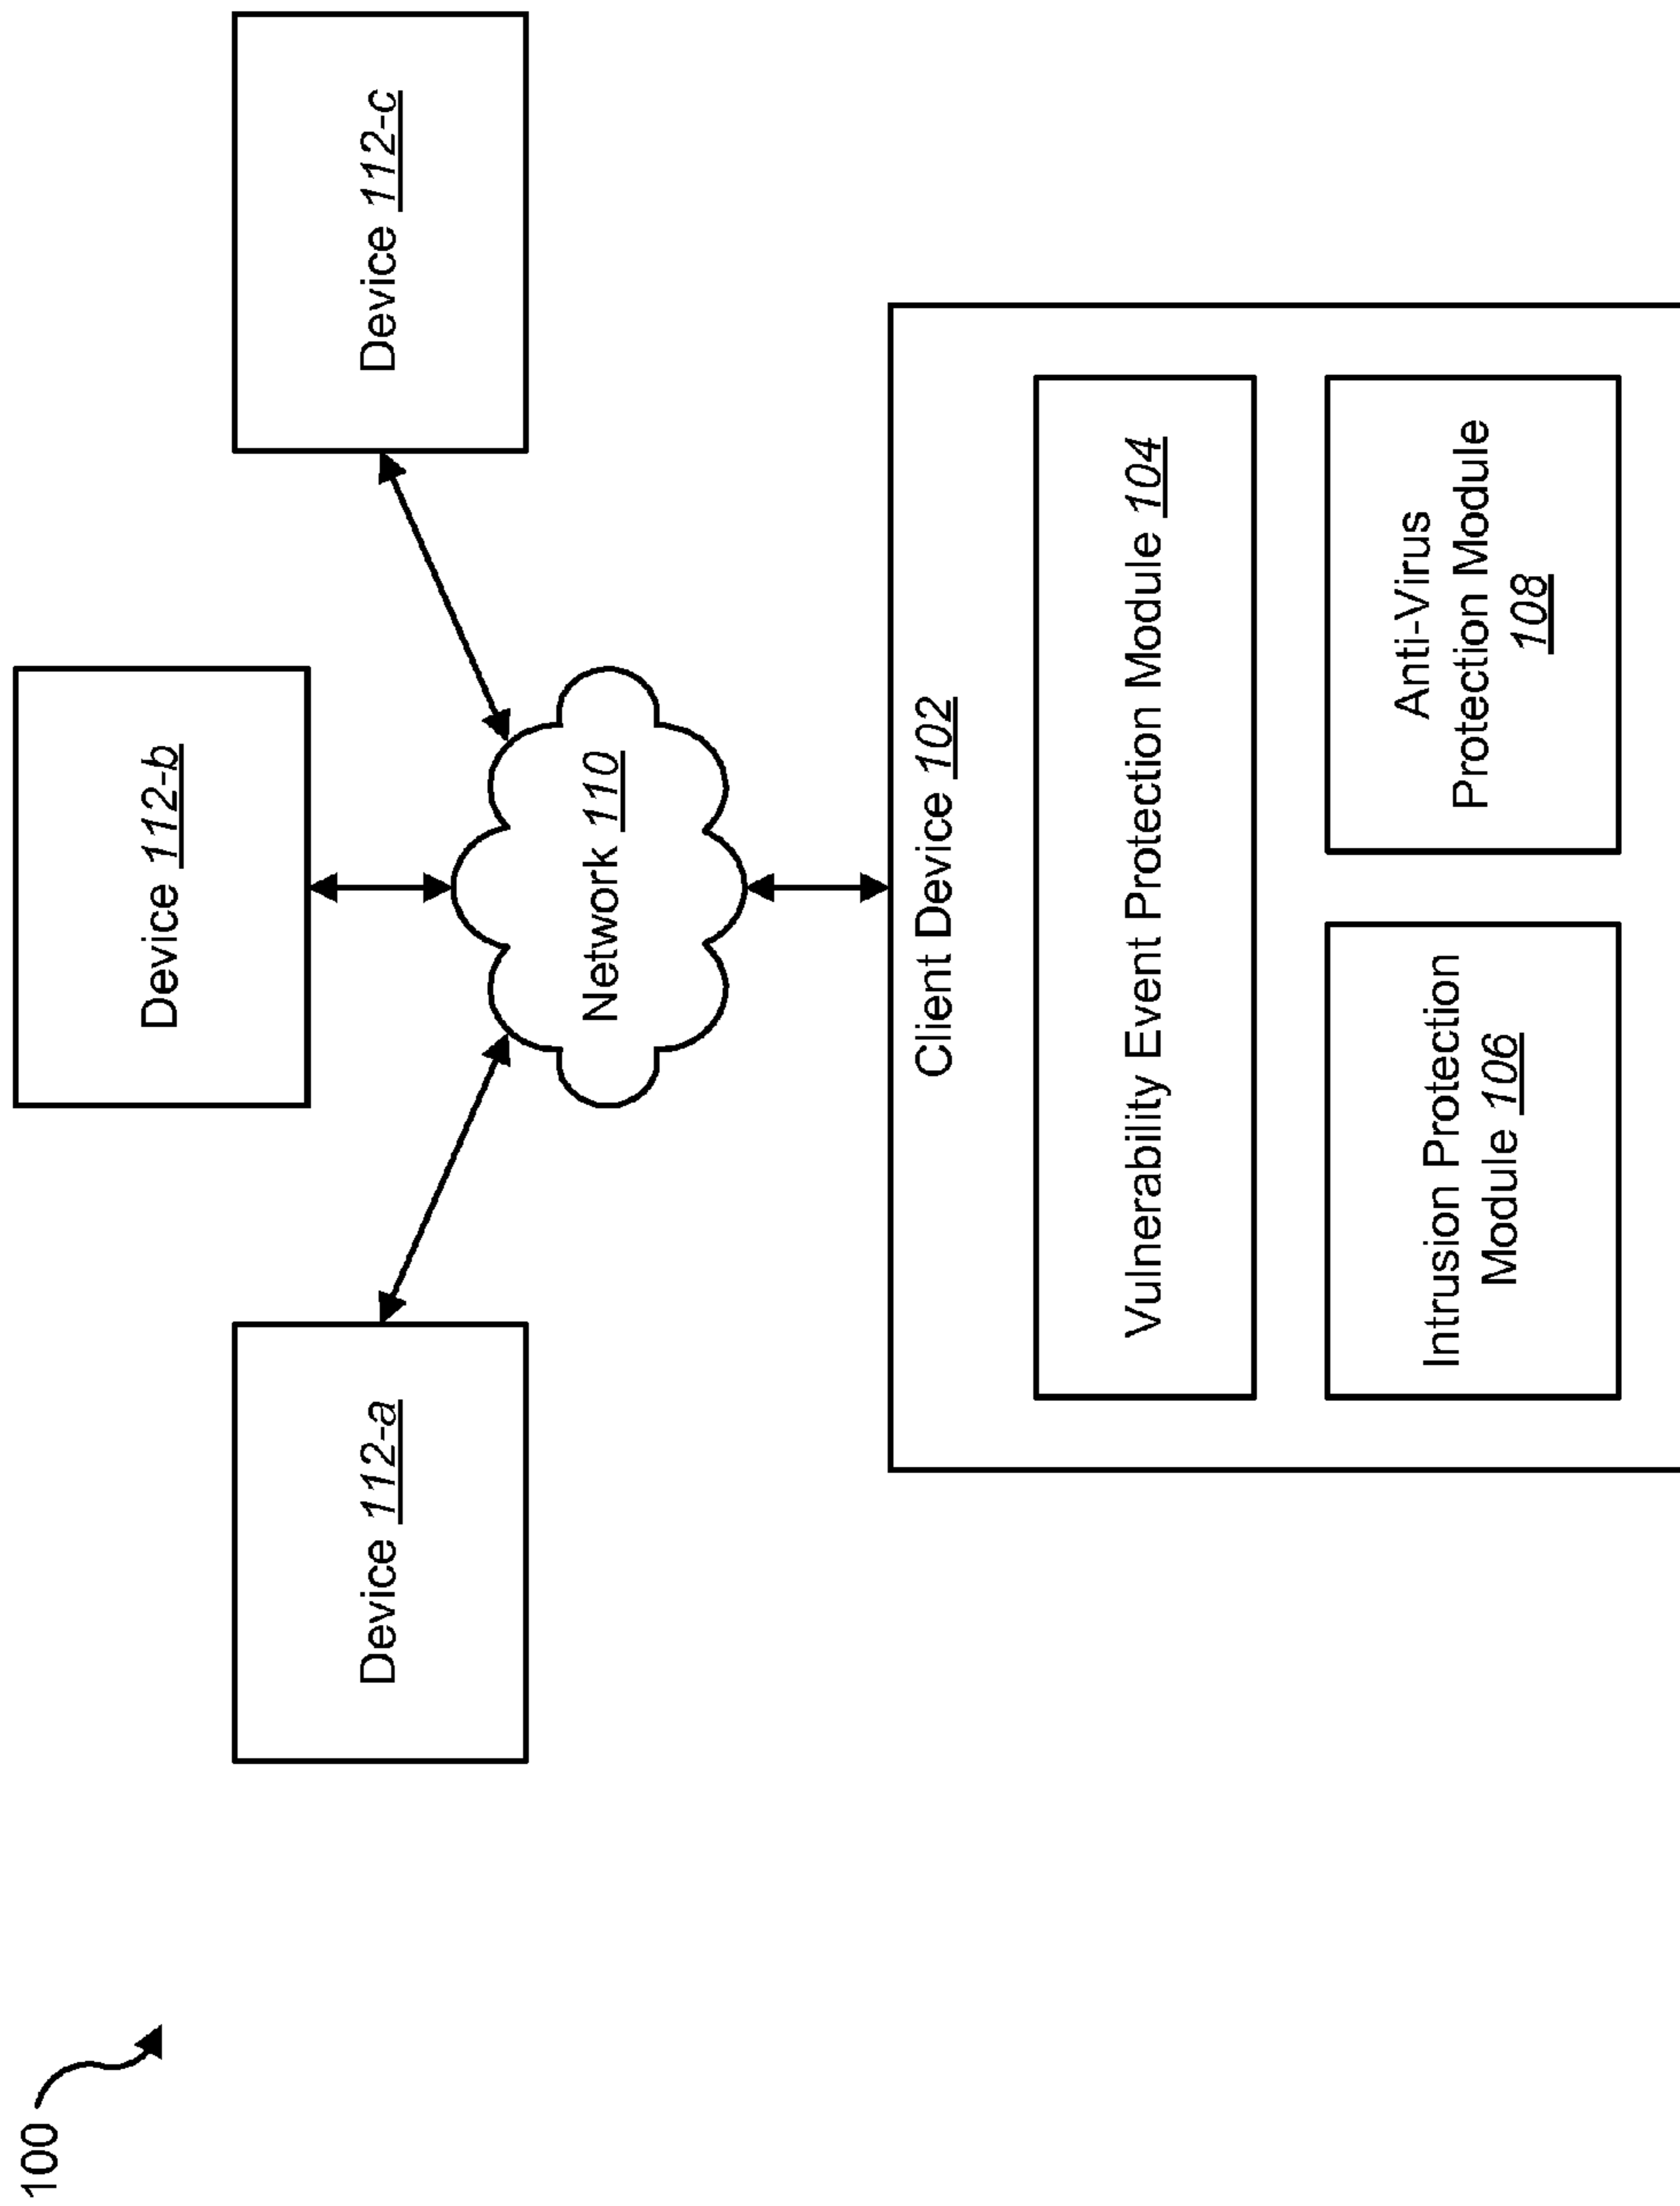 100
Device 112-b
Device 112-a
Device 112-c
Network 110
Client Device 102
Vulnerability Event Protection Module 104
Intrusion Protection
Module 106
Anti-Virus
Protection Module
108